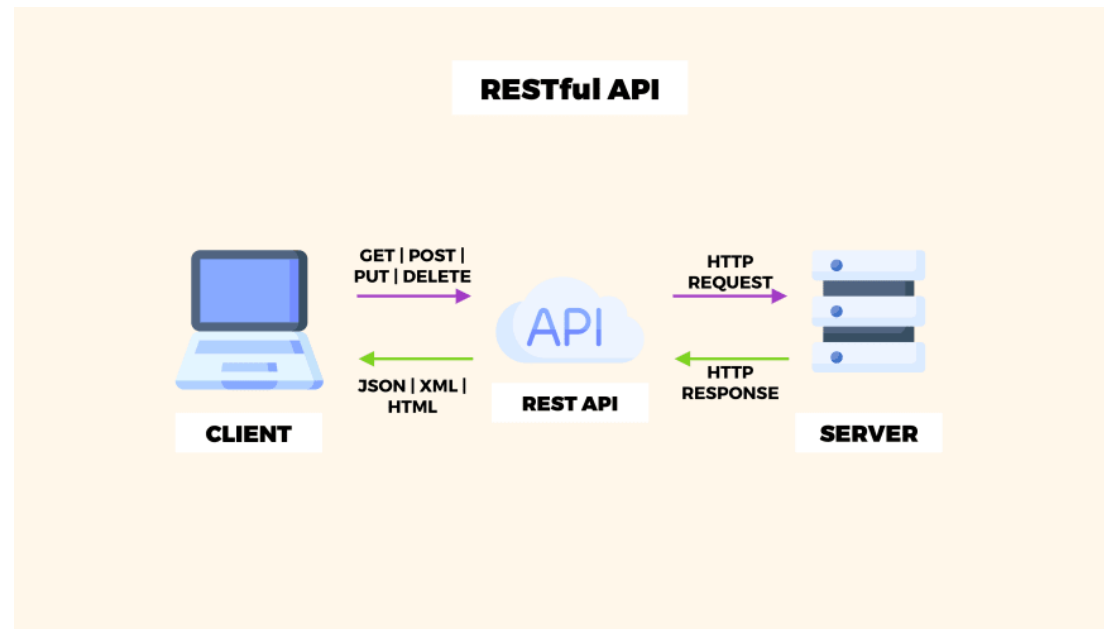 RESTful API
GET | POST |
PUT | DELETE
HTTP
REQUEST
API
JSON | XML |
HTML
HTTP
RESPONSE
REST API
CLIENT
SERVER